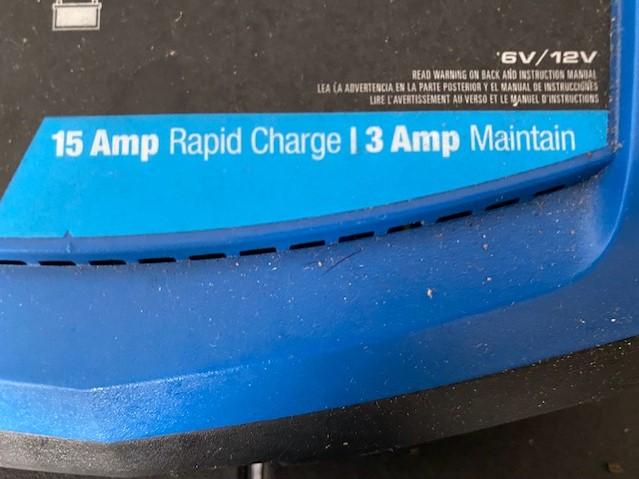 6V/12V
READ WARNING ON BACK AND INSTRUCTION MANUAL
LEA LA ADVERTENCIA EN LA PARTE POSTERIOR Y EL MANUAL DE INSTRUCCIONES
LIRE L'AVERTISSEMENT AU VERSO ET LE MANUEL D'INSTRUCTIONS
15 Amp Rapid Charge | 3 Amp Maintain